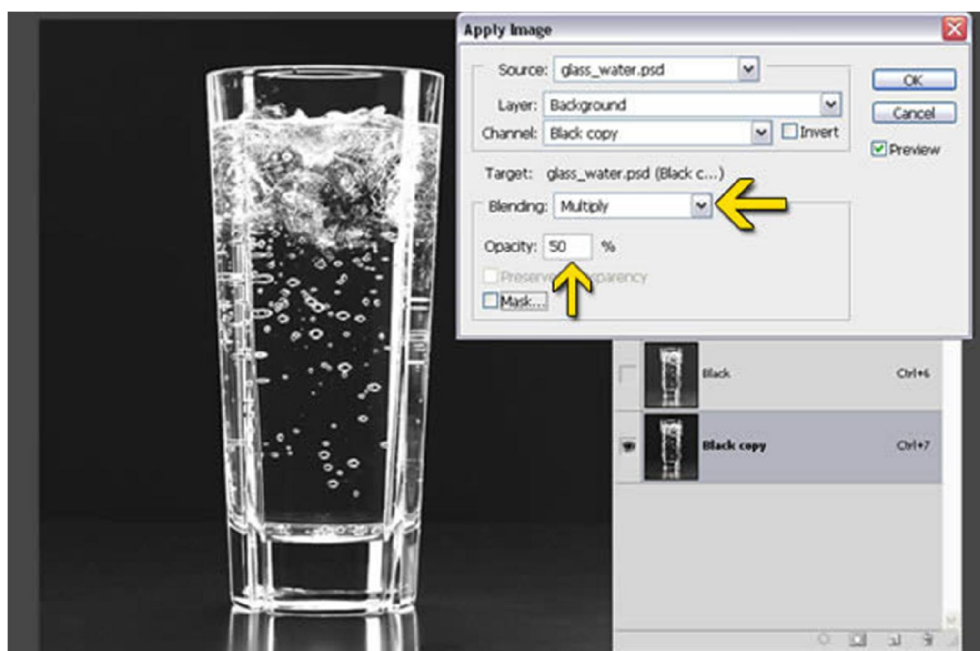 Apply Image
Source: glass_water.psd
OK
Layer: Background
Cancel
Channel: Black copy
Invert
Preview
Target: glass_water.psd (Black c...)
Blending: Multiply
Opacity: 50 %
Mask...
Black Ctrl+6
Black copy Ctrl+7